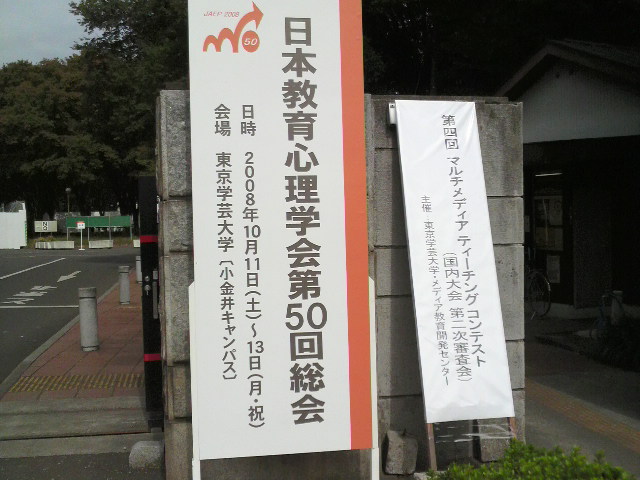 JAEP 2008
50
日本教育心理学会第50回総会
日時 2008年10月11日(土)～13日(月・祝)
会場 東京学芸大学〔小金井キャンパス〕
第四回 マルチメディア ティーチング コンテスト
(国内大会 第二次審査会)
主催 東京学芸大学・メディア教育開発センター